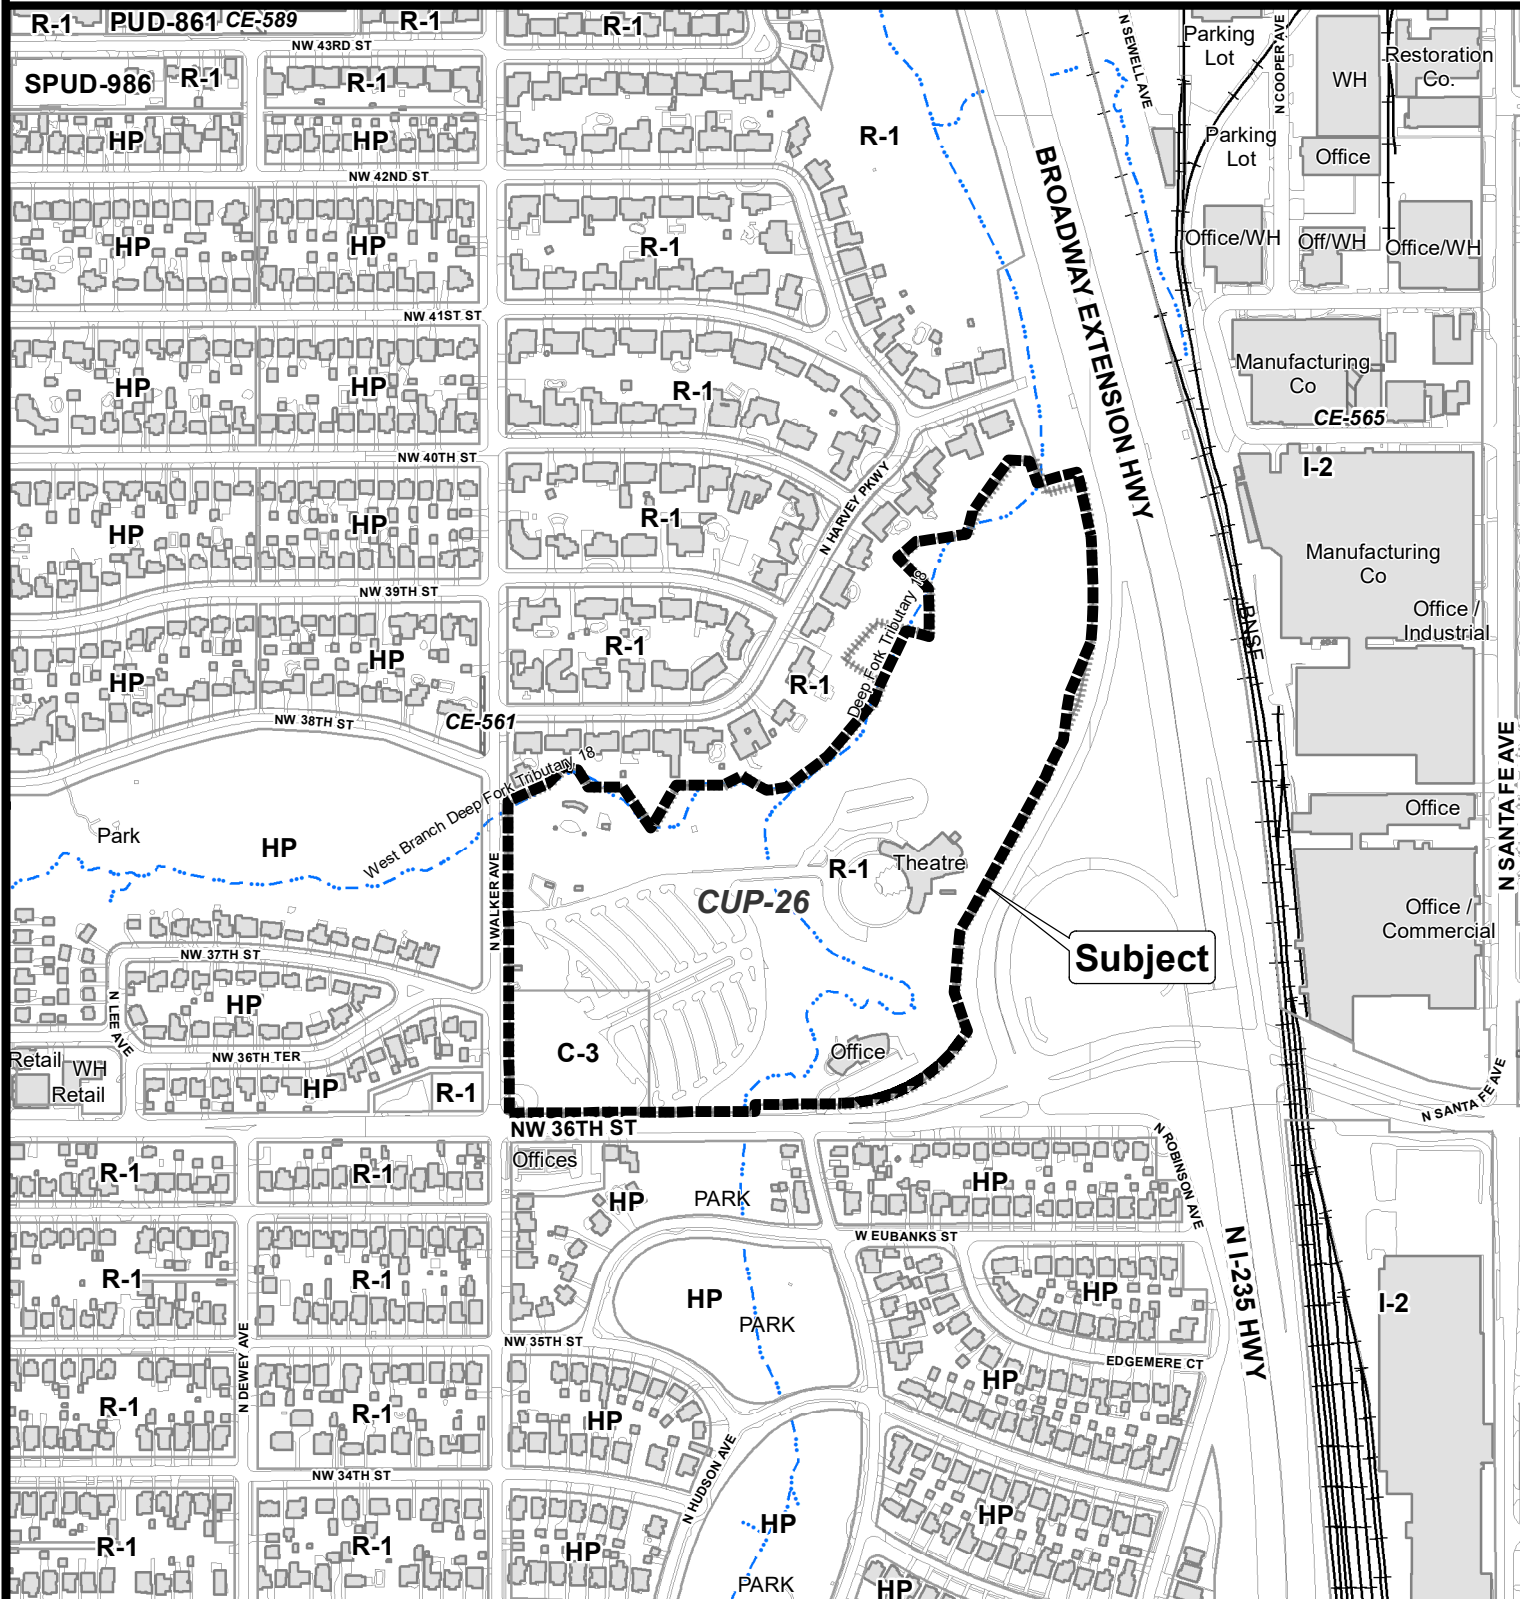 R-1
PUD-861
CE-589
R-1
R-1
NW 43RD ST
SPUD-986
R-1
R-1
HP
HP
NW 42ND ST
R-1
N SEWELL AVE
Parking
Lot
N COOPER AVE
WH
Restoration
Co.
Parking
Lot
Office
BROADWAY EXTENSION HWY
HP
HP
R-1
Office/WH
Off/WH
Office/WH
NW 41ST ST
HP
HP
R-1
Manufacturing
Co
CE-565
NW 40TH ST
I-2
HP
HP
R-1
N HARVEY PKWY
Manufacturing
Co
NW 39TH ST
Deep Fork Tributary 18
BNSF
Office /
Industrial
HP
HP
R-1
R-1
NW 38TH ST
CE-561
N SANTA FE AVE
West Branch Deep Fork Tributary 18
Park
HP
N WALKER AVE
R-1
Theatre
CUP-26
Office
Office /
Commercial
Subject
NW 37TH ST
HP
N LEE AVE
NW 36TH TER
C-3
Office
Retail
WH
Retail
HP
R-1
N SANTA FE AVE
NW 36TH ST
Offices
R-1
R-1
HP
PARK
HP
N ROBINSON AVE
W EUBANKS ST
R-1
R-1
HP
PARK
HP
N I-235 HWY
I-2
NW 35TH ST
N DEWEY AVE
EDGEMERE CT
HP
R-1
R-1
HP
NW 34TH ST
N HUDSON AVE
HP
HP
R-1
R-1
HP
PARK
HP